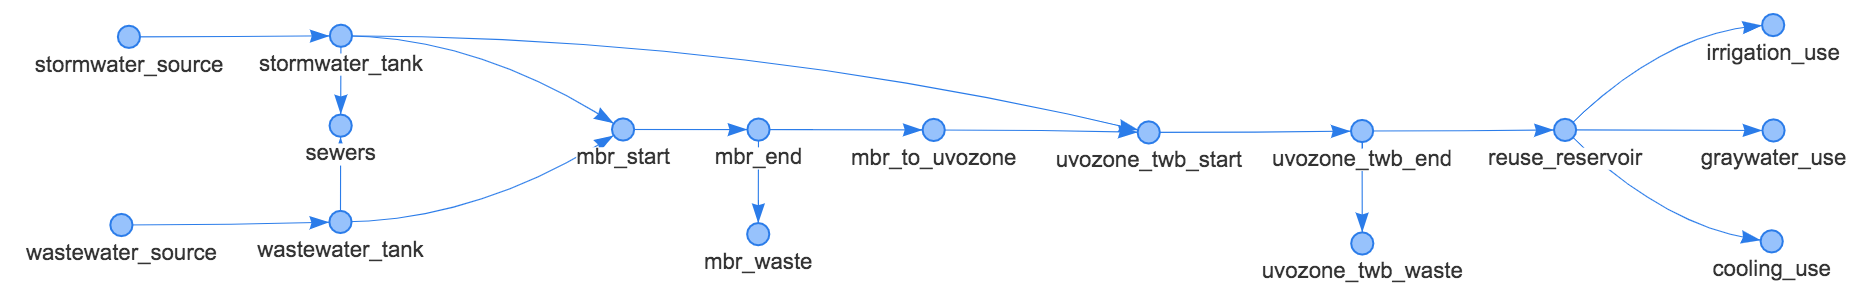 stormwater_source
stormwater_tank
irrigation_use
sewers
mbr_start
mbr_end
mbr_to_uvozone
uvozone_twb_start
uvozone_twb_end
reuse_reservoir
graywater_use
wastewater_source
wastewater_tank
mbr_waste
uvozone_twb_waste
cooling_use